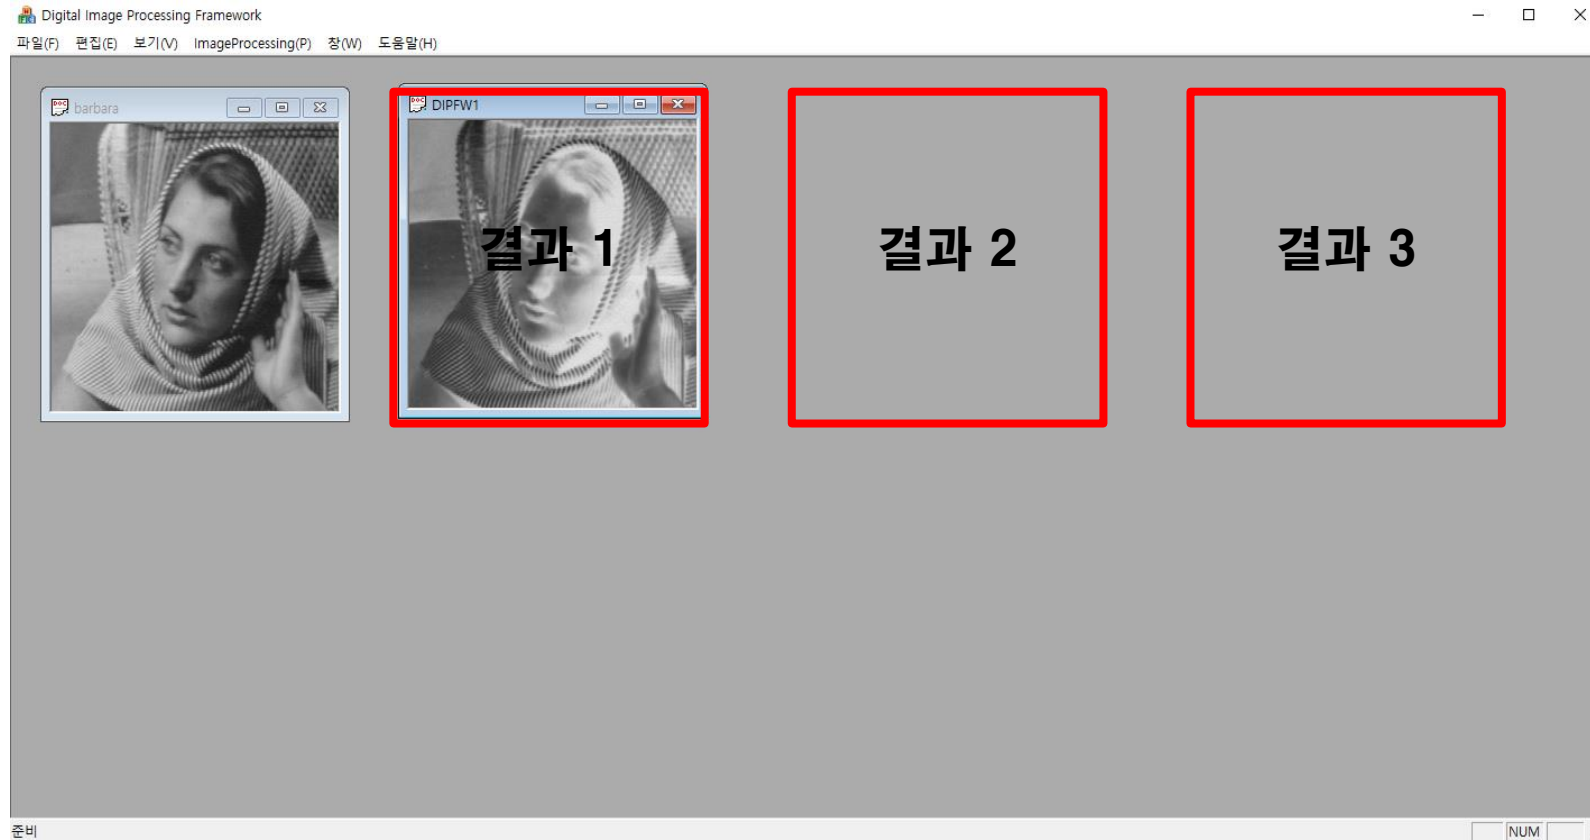 Digital Image Processing Framework
파일(F) 편집(E) 보기(V) ImageProcessing(P) 창(W) 도움말(H)
barbara
DIPFW1
결과 1
결과 2
결과 3
준비
NUM